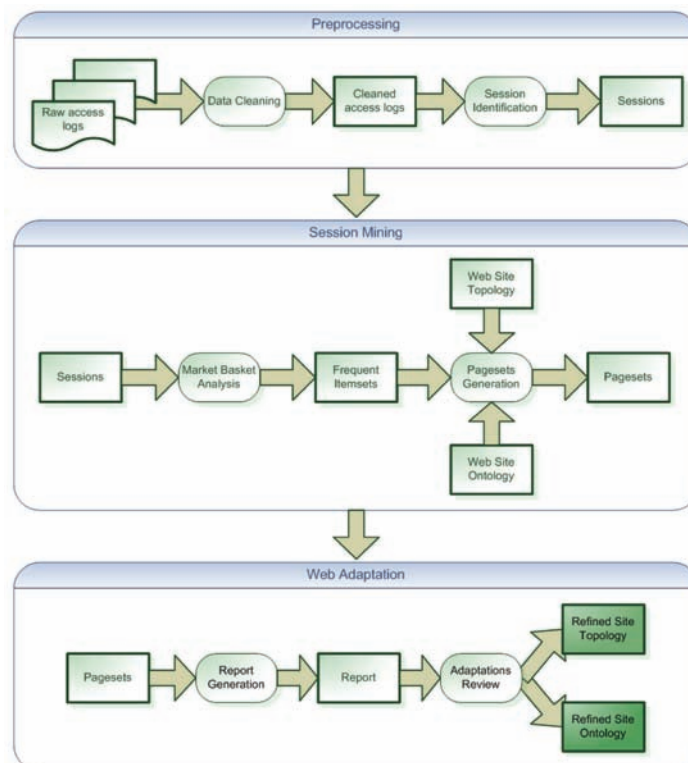 Preprocessing
Raw access
logs
Data Cleaning
Cleaned
access logs
Session
Identification
Sessions
Session Mining
Web Site
Topology
Sessions
Market Basket
Analysis
Frequent
Itemsets
Pagesets
Generation
Pagesets
Web Site
Ontology
Web Adaptation
Refined Site
Topology
Pagesets
Report
Generation
Report
Adaptations
Review
Refined Site
Ontology